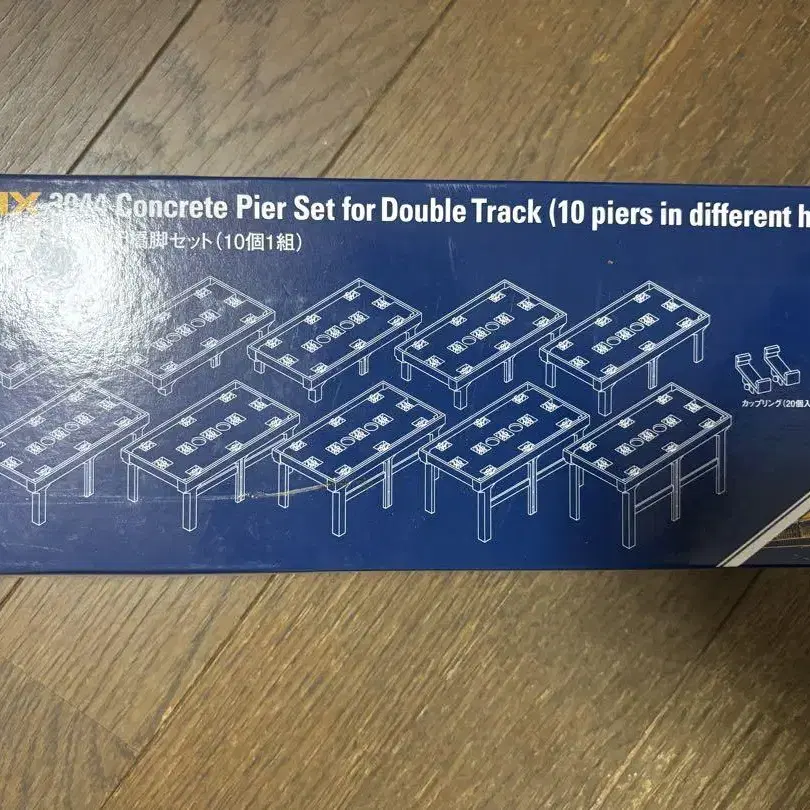 3044 Concrete Pier Set for Double Track (10 piers in different h
橋脚セット(10個1組)
カップリング(20個入